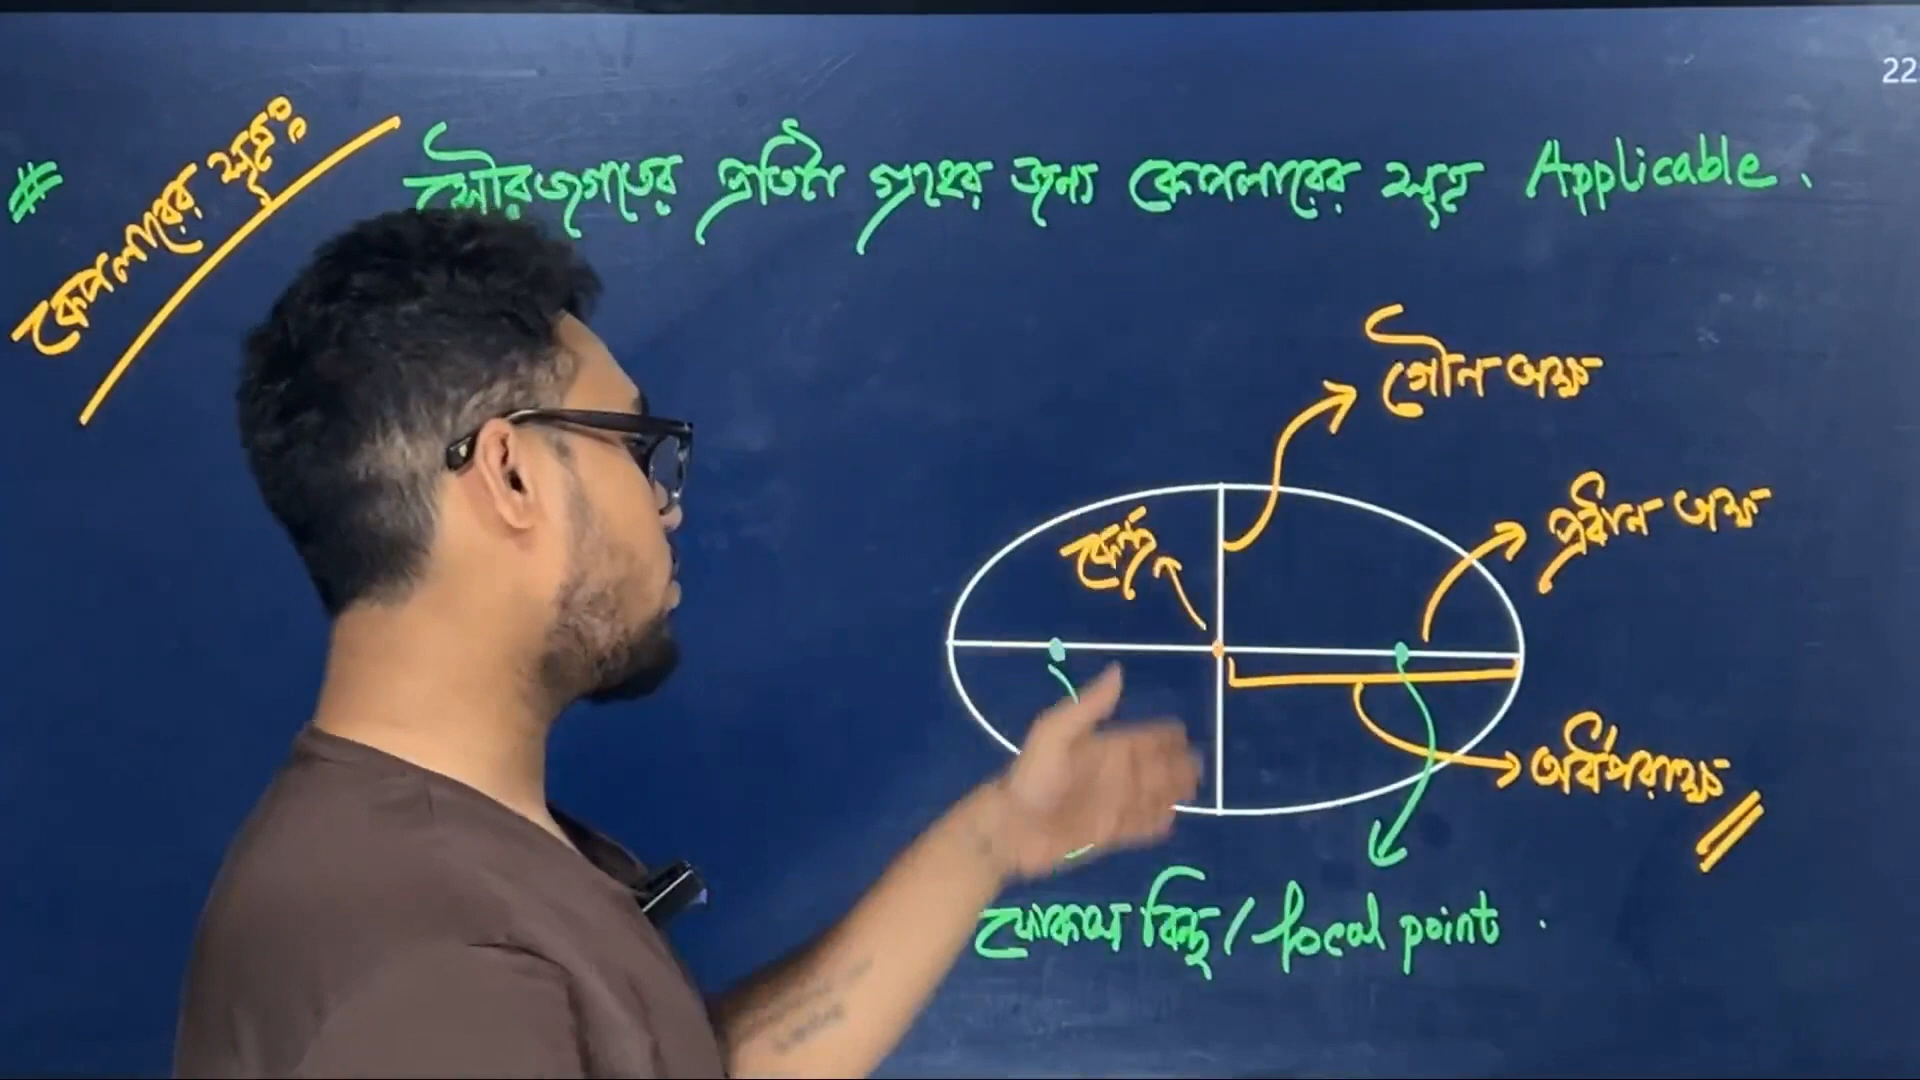 22
# কেপলারের সূত্রঃ
সৌরজগতের প্রতিটা গ্রহের জন্য কেপলারের সূত্র Applicable.
গৌন অক্ষ
প্রধান অক্ষ
কেন্দ্র
অর্ধপরাক্ষ
ফোকাস বিন্দু / focal point .